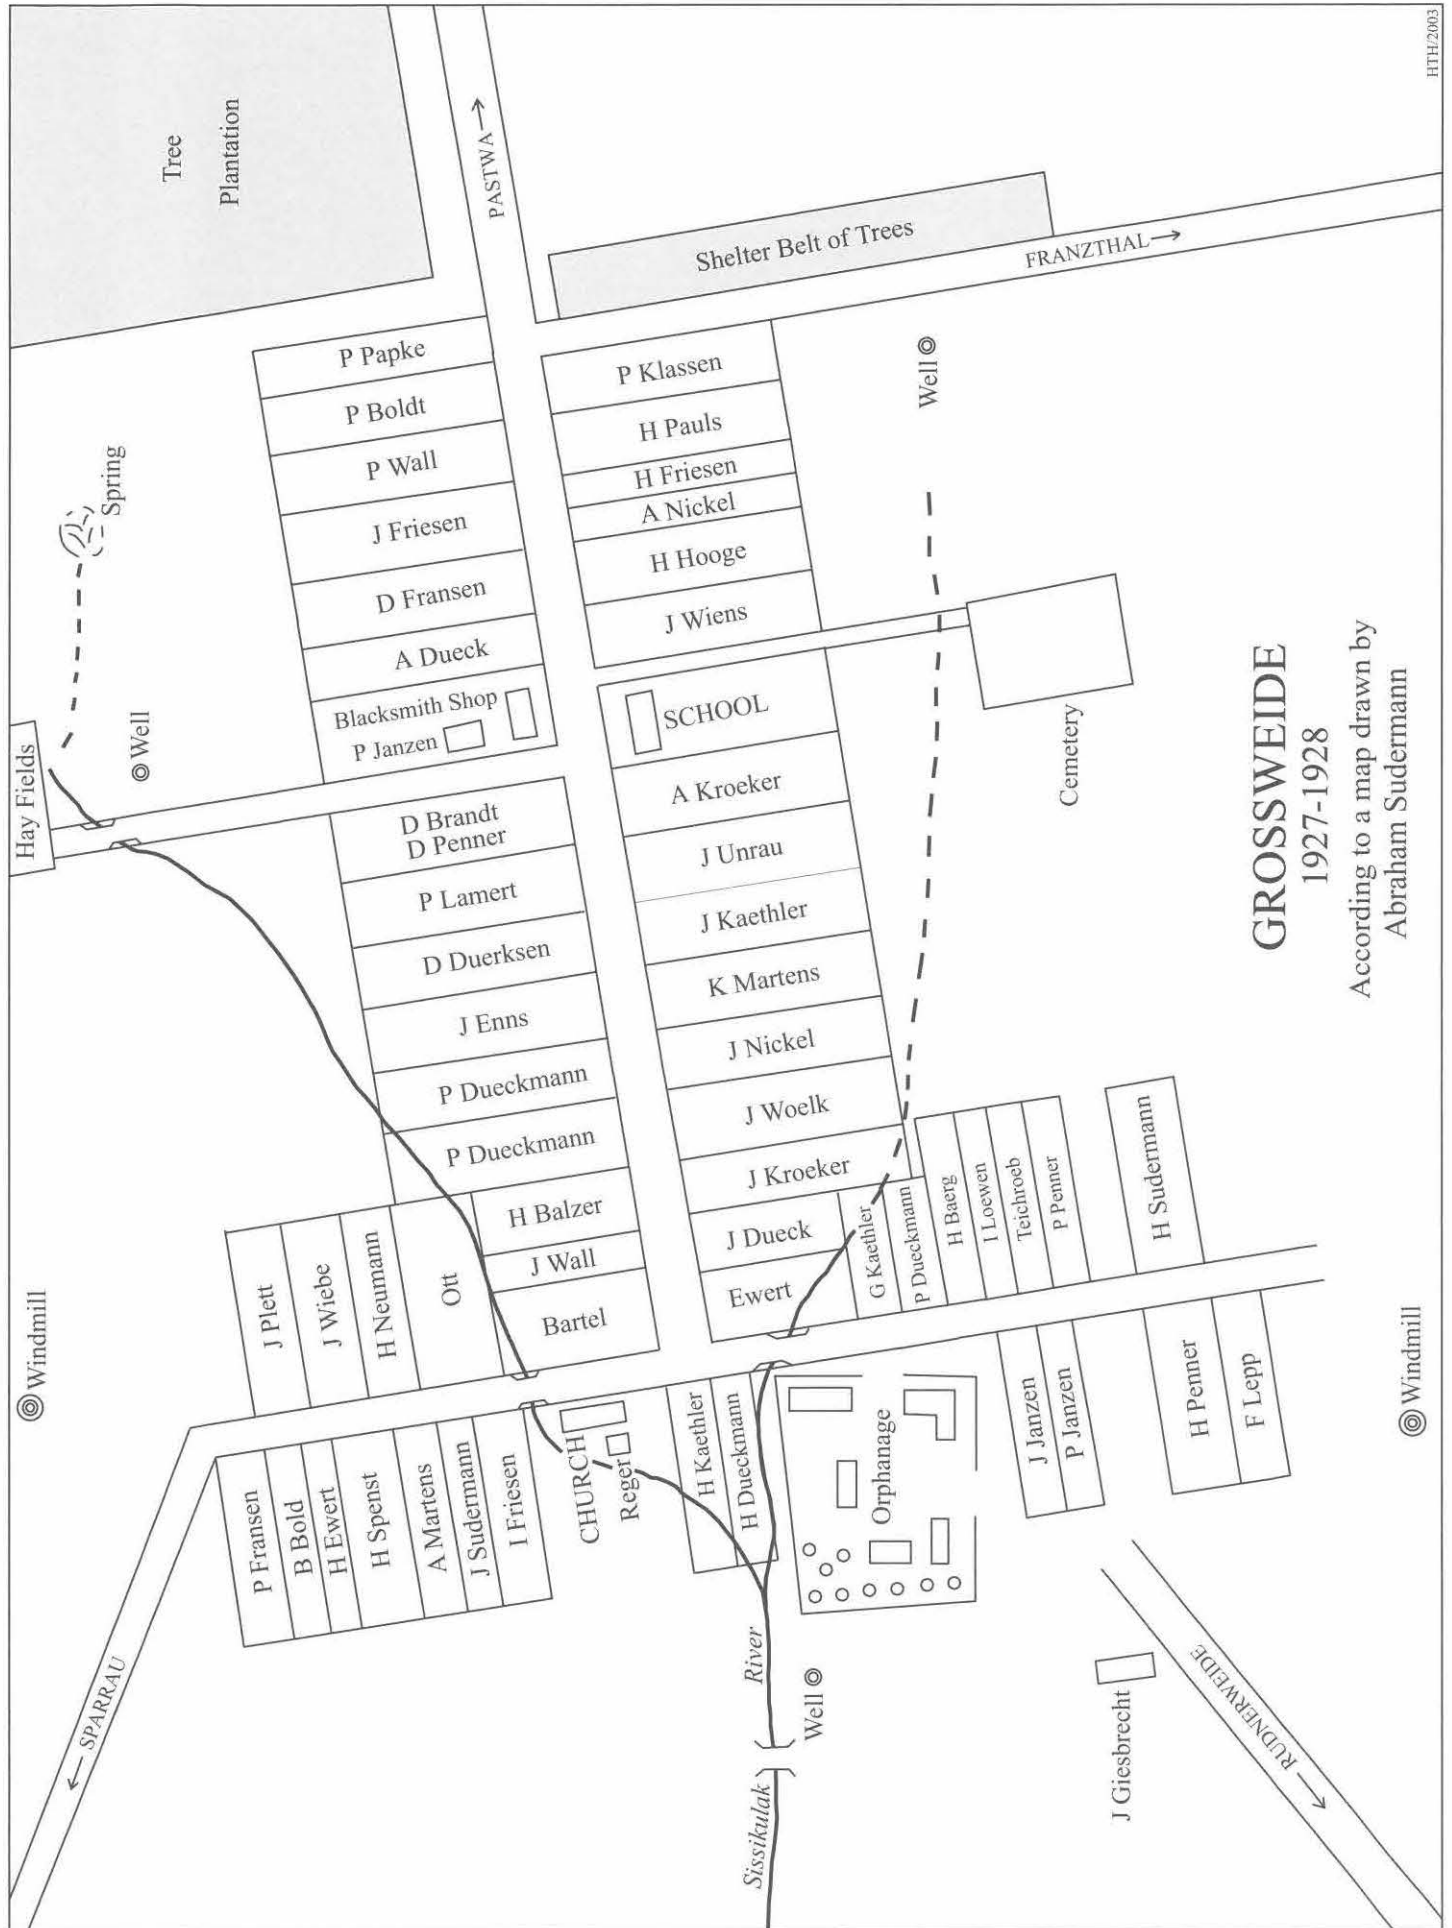 HTH/2003
Tree
Plantation
PASTWA →
Shelter Belt of Trees
FRANZTHAL →
Spring
Well
Hay Fields
P Papke
P Boldt
P Wall
J Friesen
D Fransen
A Dueck
Blacksmith Shop
P Janzen
D Brandt
D Penner
P Lamert
D Duerksen
J Enns
P Dueckmann
P Dueckmann
H Balzer
J Wall
Bartel
P Klassen
H Pauls
H Friesen
A Nickel
H Hooge
J Wiens
SCHOOL
A Kroeker
J Unrau
J Kaethler
K Martens
J Nickel
J Woelk
J Kroeker
J Dueck
Ewert
Well
Cemetery
GROSSWEIDE
1927-1928
According to a map drawn by
Abraham Sudermann
Windmill
J Plett
J Wiebe
H Neumann
Ott
G Kaethler
P Dueckmann
H Baerg
I Loewen
Teichroeb
P Penner
H Sudermann
P Fransen
B Bold
H Ewert
H Spenst
A Martens
J Sudermann
I Friesen
CHURCH
Reger
H Kaethler
H Dueckmann
Orphanage
J Janzen
P Janzen
H Penner
F Lepp
Windmill
← SPARRAU
River
Well
Sissikulak
J Giesbrecht
RUDNERWEIDE →